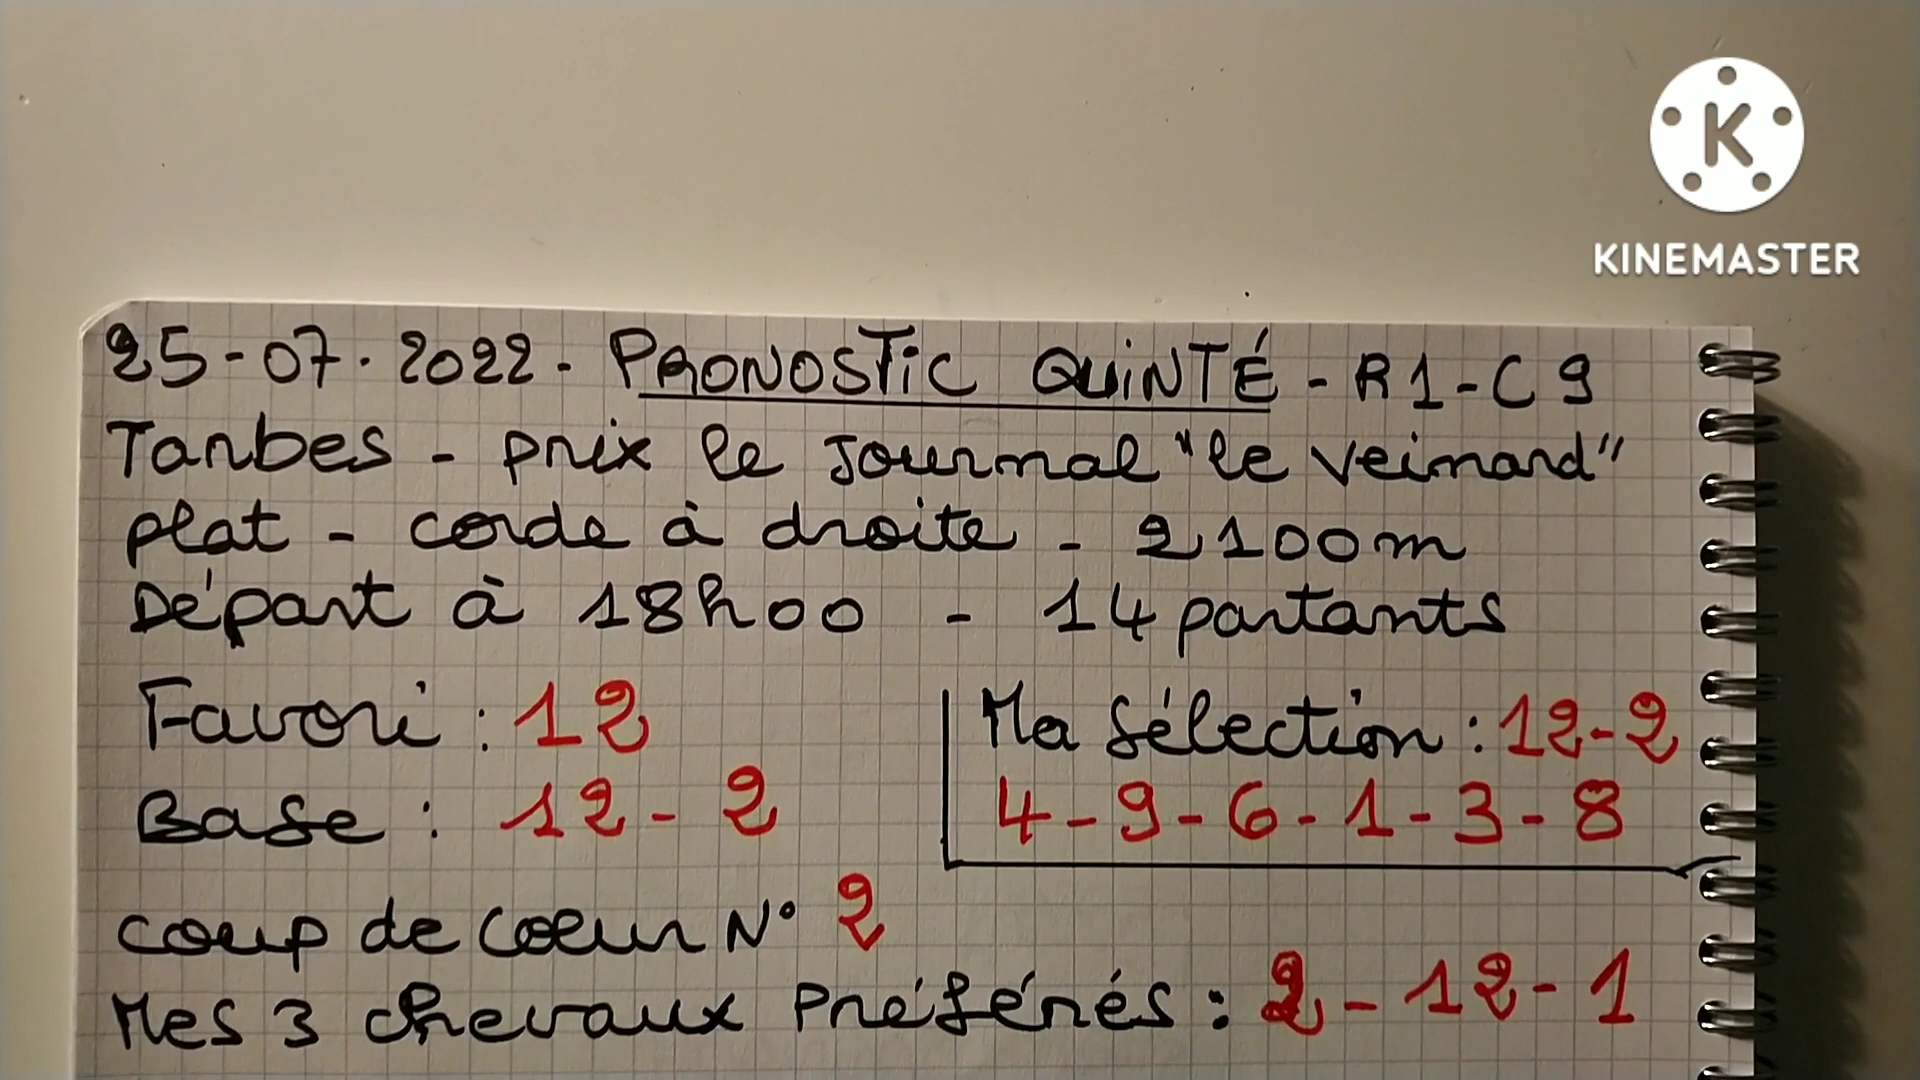 KINEMASTER
25-07.2022 - PRONOSTIC QUINTÉ - R1 - C9
Tarbes - prix le Journal "le Veinard"
plat - corde à droite - 2100m
Départ à 18h00 - 14 partants
Favori : 12
Base : 12 - 2
Ma Sélection : 12-2
4 - 9 - 6 - 1 - 3 - 8
coup de coeur N° 2
Mes 3 chevaux Préférés : 2 - 12 - 1